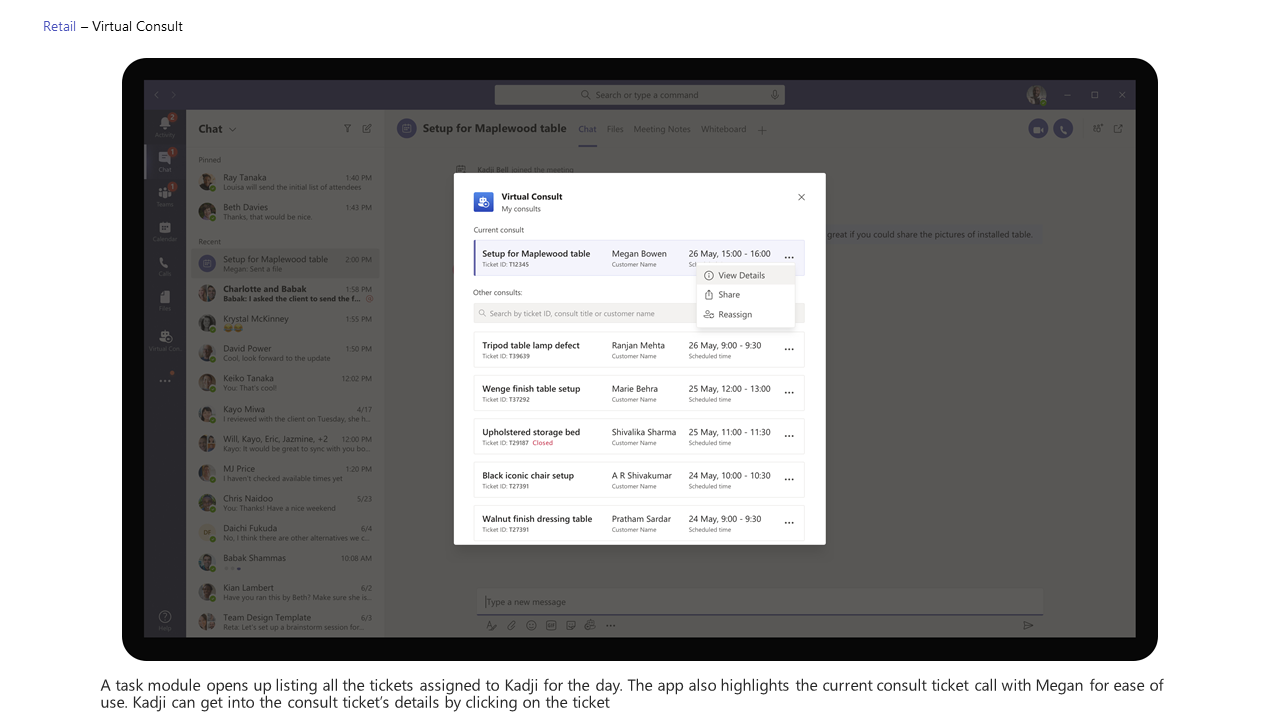 Retail – Virtual Consult
Search or type a command
Activity
2
Chat
1
Teams
1
Calendar
Calls
Files
Virtual Con..
Help
Chat
Pinned
Ray Tanaka 1:40 PM
Louisa will send the initial list of attendees
Beth Davies 1:43 PM
Thanks, that would be nice.
Recent
Setup for Maplewood table 2:00 PM
Megan: Sent a file
Charlotte and Babak 1:58 PM
Babak: I asked the client to send the f...
Krystal McKinney 1:55 PM
David Power 1:50 PM
Cool, look forward to the update
Keiko Tanaka 12:02 PM
You: That's cool!
Kayo Miwa 4/17
I reviewed with the client on Tuesday, she h...
Will, Kayo, Eric, Jazmine, +2 12:00 PM
Kayo: It would be great to sync with you bo...
MJ Price 1:20 PM
I haven't checked available times yet
Chris Naidoo 5/23
You: Thanks! Have a nice weekend
DF
Daichi Fukuda 6/4
No, I think there are other alternatives we c...
Babak Shammas 10:08 AM
Kian Lambert 6/2
Have you ran this by Beth? Make sure she is...
Team Design Template 6/3
Reta: Let's set up a brainstorm session for...
Setup for Maplewood table Chat Files Meeting Notes Whiteboard
Kadji Bell joined the meeting
great if you could share the pictures of installed table.
Virtual Consult
My consults
Current consult
Setup for Maplewood table Megan Bowen 26 May, 15:00 - 16:00
Ticket ID: T12345 Customer Name
View Details
Share
Reassign
Other consults:
Search by ticket ID, consult title or customer name
Tripod table lamp defect Ranjan Mehta 26 May, 9:00 - 9:30
Ticket ID: T39639 Customer Name Scheduled time
Wenge finish table setup Marie Behra 25 May, 12:00 - 13:00
Ticket ID: T37292 Customer Name Scheduled time
Upholstered storage bed Shivalika Sharma 25 May, 11:00 - 11:30
Ticket ID: T29187 Closed Customer Name Scheduled time
Black iconic chair setup A R Shivakumar 24 May, 10:00 - 10:30
Ticket ID: T27391 Customer Name Scheduled time
Walnut finish dressing table Pratham Sardar 24 May, 9:00 - 9:30
Ticket ID: T27391 Customer Name Scheduled time
Type a new message
A task module opens up listing all the tickets assigned to Kadji for the day. The app also highlights the current consult ticket call with Megan for ease of
use. Kadji can get into the consult ticket's details by clicking on the ticket